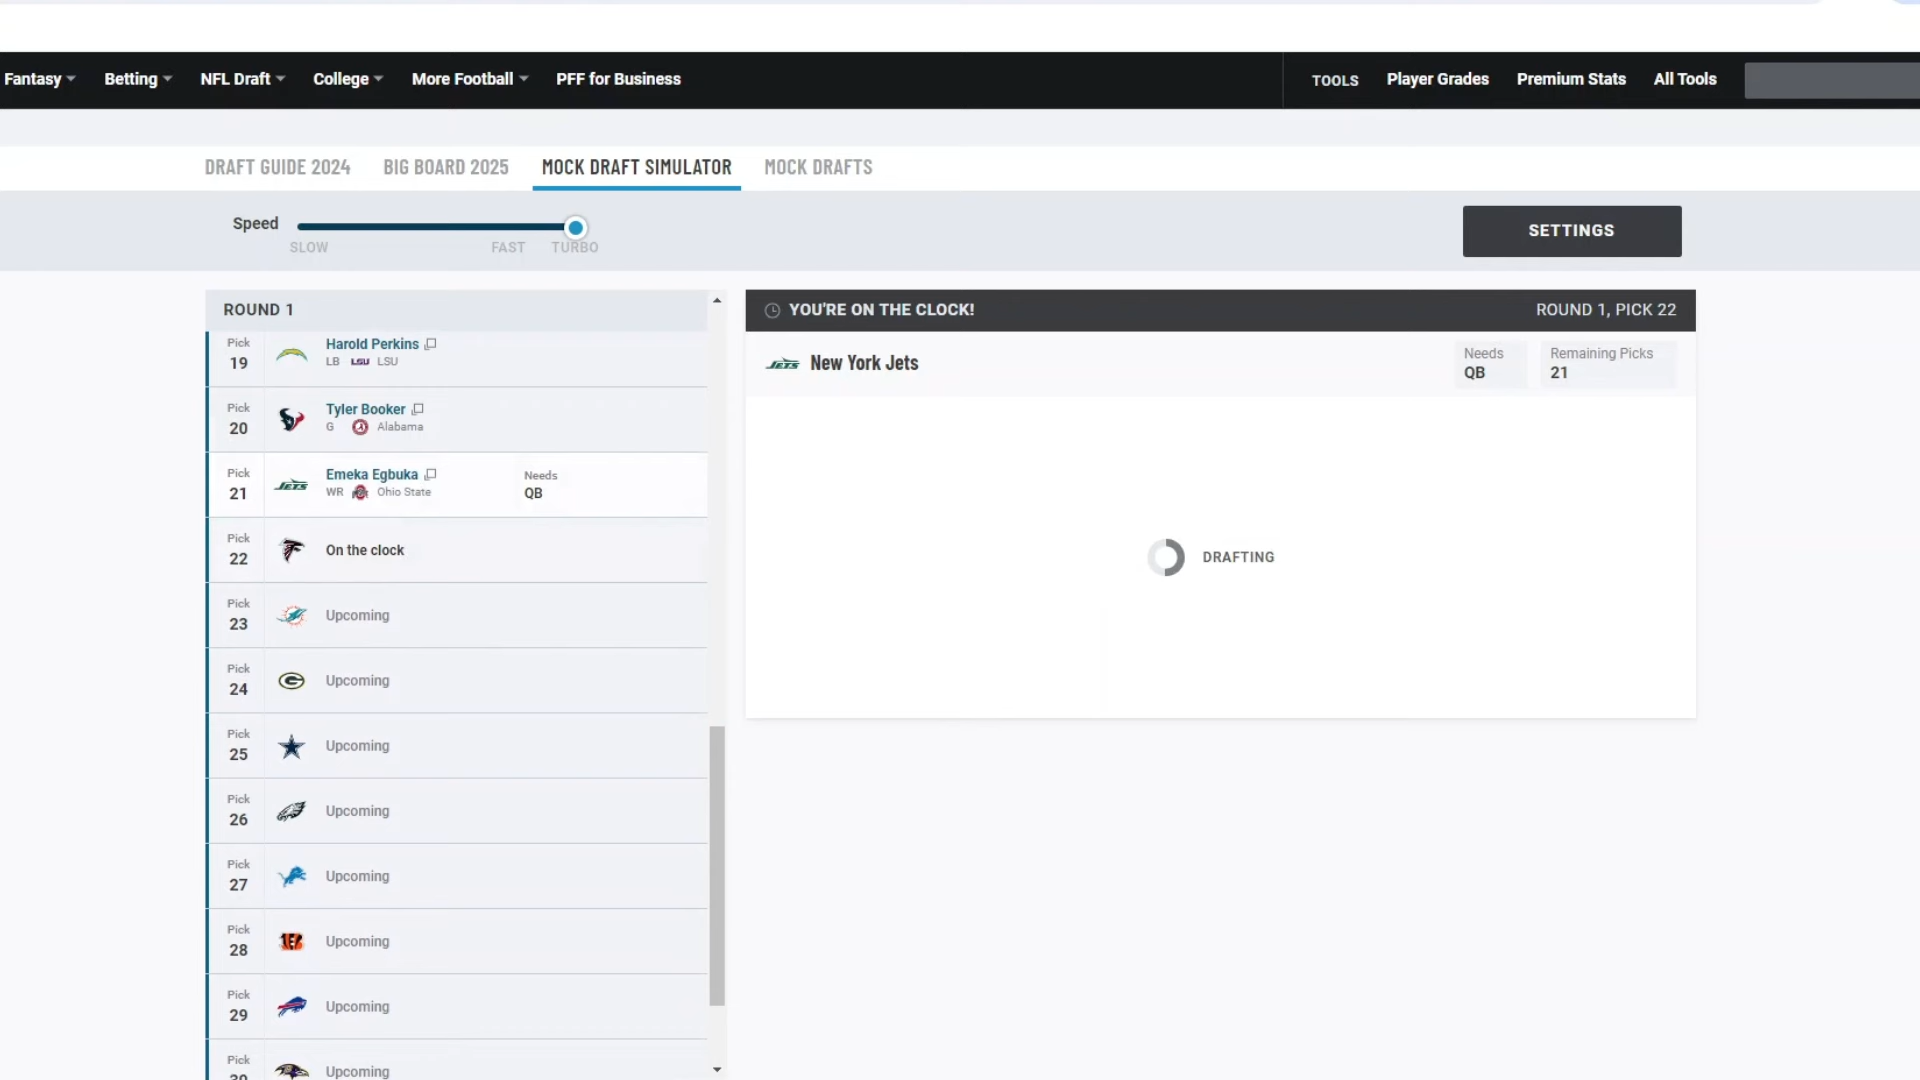 Fantasy Betting NFL Draft College More Football PFF for Business TOOLS Player Grades Premium Stats All Tools
DRAFT GUIDE 2024 BIG BOARD 2025 MOCK DRAFT SIMULATOR MOCK DRAFTS
Speed
SLOW FAST TURBO
SETTINGS
ROUND 1
Pick
19
Harold Perkins
LB LSU LSU
Pick
20
Tyler Booker
G Alabama
Pick
21
JETS
Emeka Egbuka
WR Ohio State
Needs
QB
Pick
22
On the clock
Pick
23
Upcoming
Pick
24
G
Upcoming
Pick
25
Upcoming
Pick
26
Upcoming
Pick
27
Upcoming
Pick
28
Upcoming
Pick
29
Upcoming
Pick
30
Upcoming
YOU'RE ON THE CLOCK! ROUND 1, PICK 22
JETS New York Jets
Needs
QB
Remaining Picks
21
DRAFTING